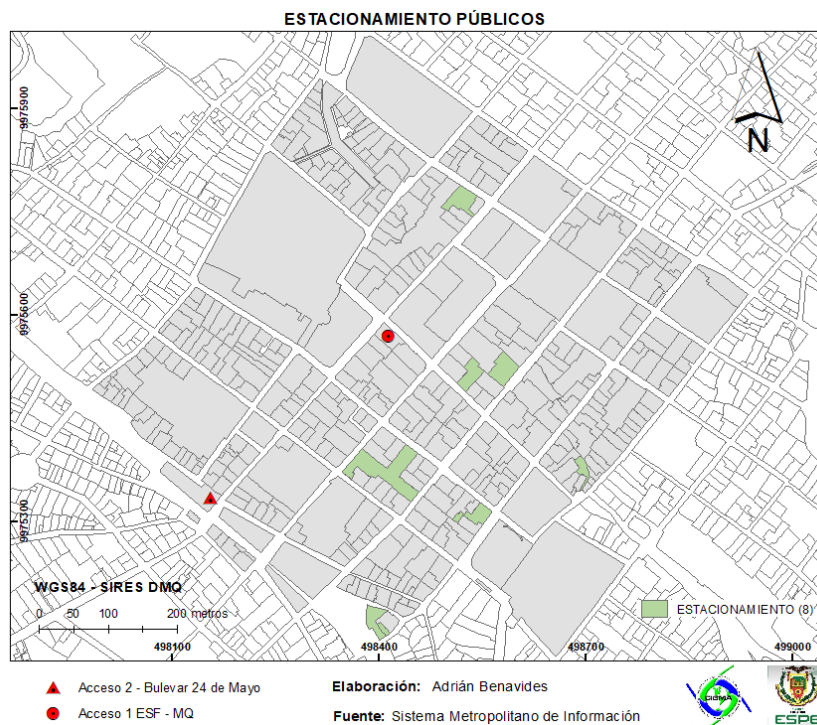 ESTACIONAMIENTO PÚBLICOS
9975900
N
9975600
9975300
WGS84 - SIRES DMQ
0 50 100 200 metros
ESTACIONAMIENTO (8)
498100 498400 498700 499000
Acceso 2 - Bulevar 24 de Mayo
Acceso 1 ESF - MQ
Elaboración: Adrián Benavides
Fuente: Sistema Metropolitano de Información
CIGMA
ESPE